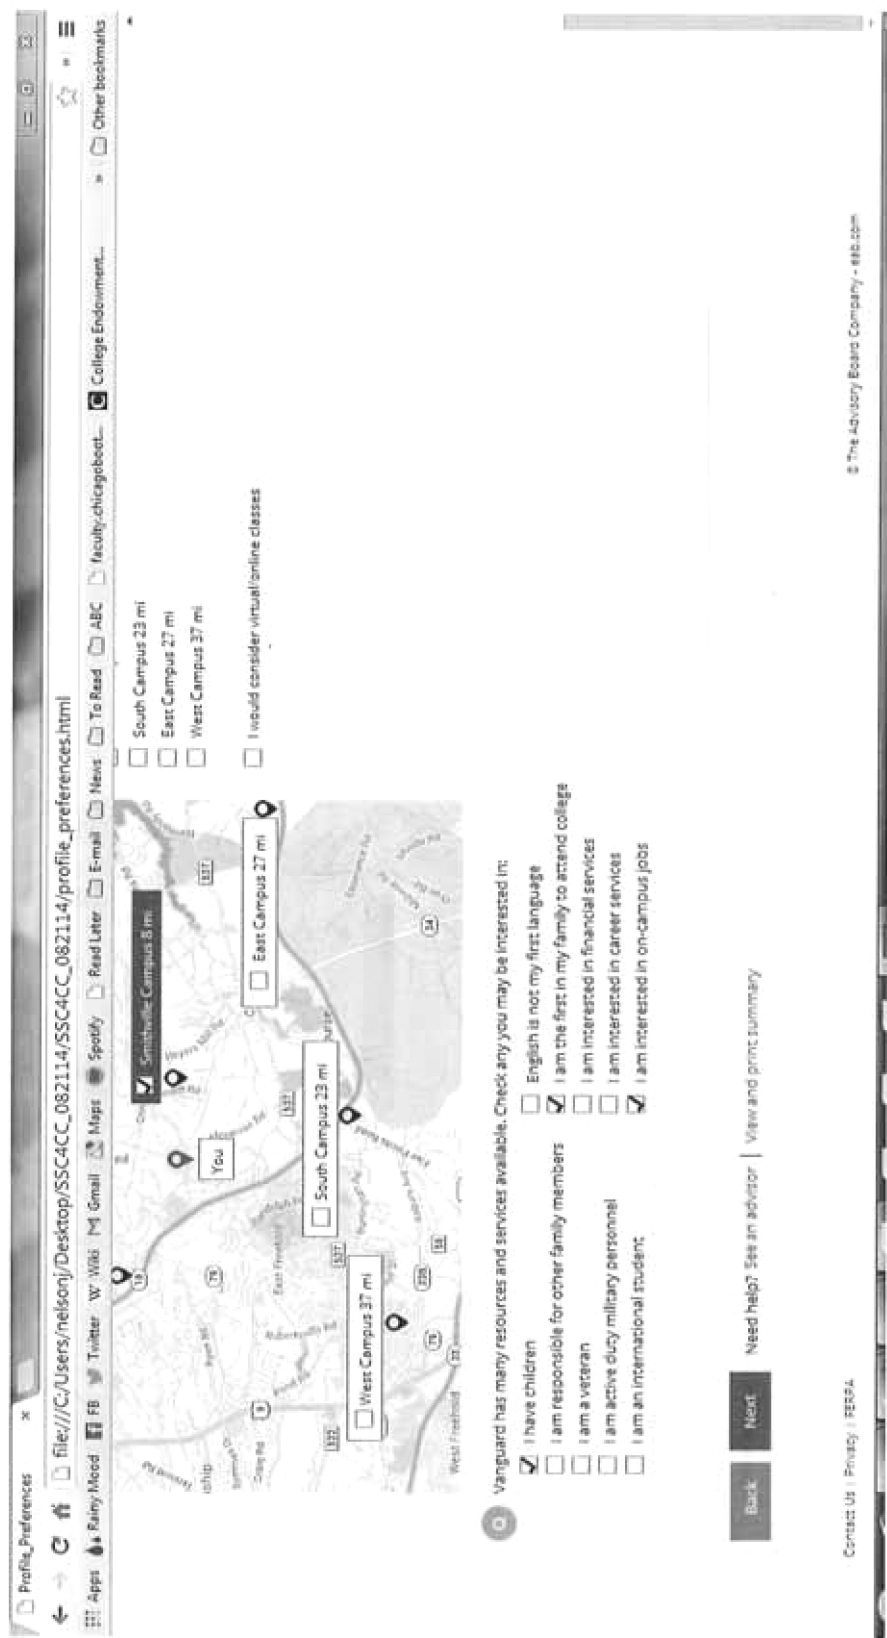 Profile_Preferences
file:///C:/Users/nelsonj/Desktop/SSC4CC_082114/SSC4CC_082114/profile_preferences.html
Apps Rainy Mood FB Twitter W Wiki Gmail Maps Spotify Read Later E-mail News To Read ABC faculty.chicagoboot... C College Endowment... » Other bookmarks
Smithville Campus 8 mi
You
East Campus 27 mi
South Campus 23 mi
West Campus 37 mi
East Freehold
West Freehold
South Campus 23 mi
East Campus 27 mi
West Campus 37 mi
I would consider virtual/online classes
Vanguard has many resources and services available. Check any you may be interested in:
I have children
I am responsible for other family members
I am a veteran
I am active duty military personnel
I am an international student
English is not my first language
I am the first in my family to attend college
I am interested in financial services
I am interested in career services
I am interested in on-campus jobs
Back Next Need help? See an advisor | View and print summary
Contact Us | Privacy | FERPA
© The Advisory Board Company - eab.com